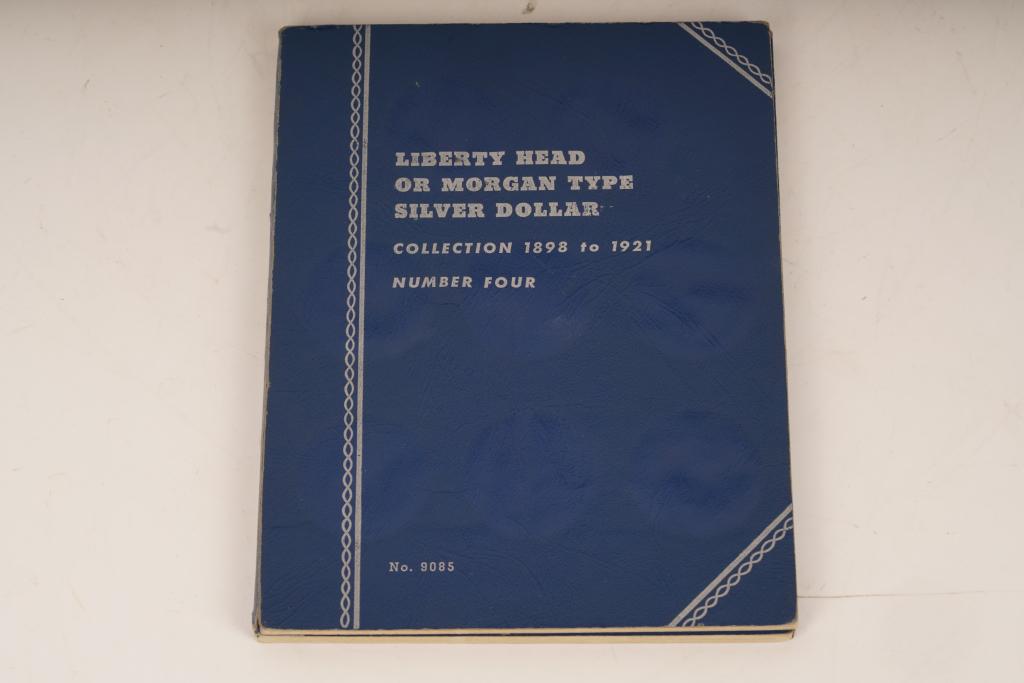 LIBERTY HEAD
OR MORGAN TYPE
SILVER DOLLAR
COLLECTION 1898 to 1921
NUMBER FOUR
No. 9085